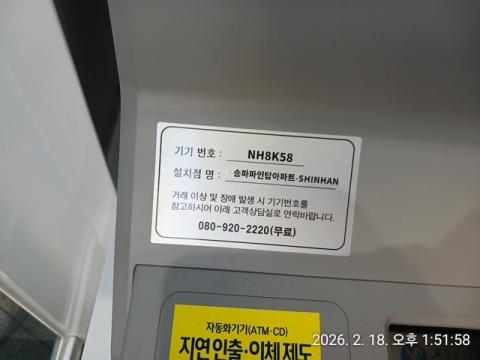 기기 번호 : NH8K58
설치점 명 : 송파파인탑아파트-SHINHAN
거래 이상 및 장애 발생 시 기기번호를
참고하시어 아래 고객상담실로 연락바랍니다.
080-920-2220(무료)
자동화기기(ATM·CD)
지연인출·이체제도
2026. 2. 18. 오후 1:51:58